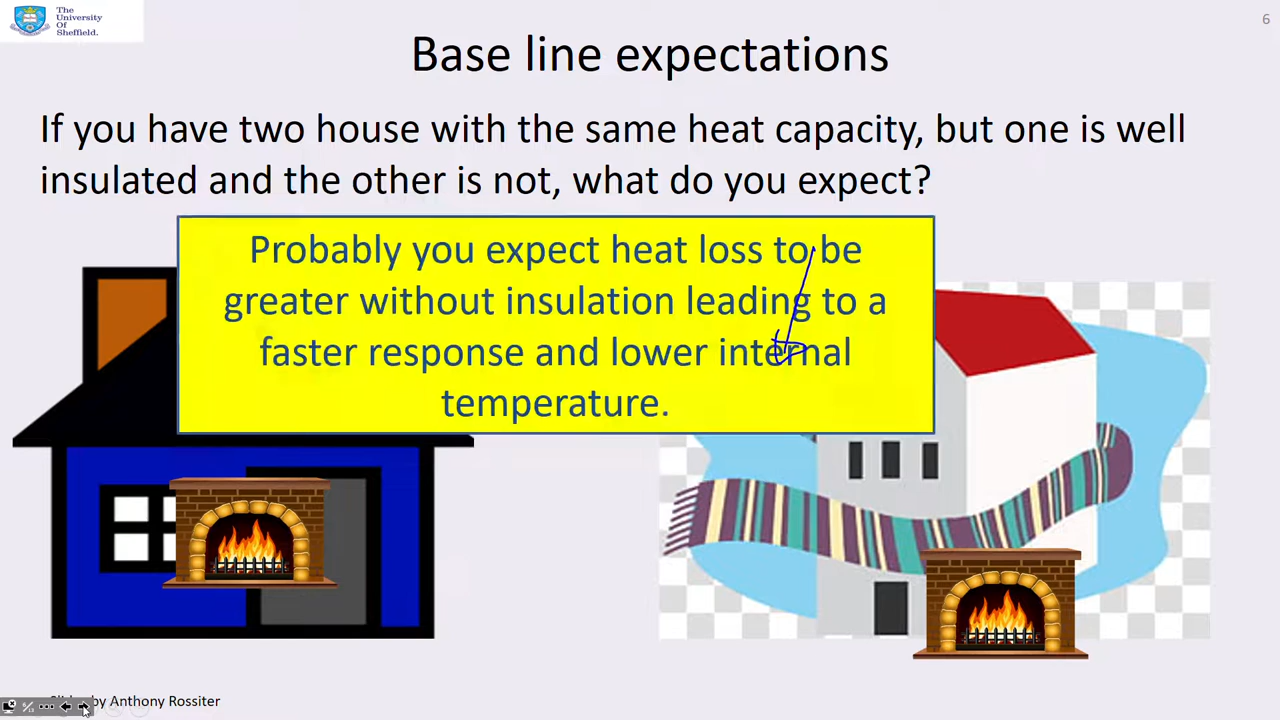 The
University
Of
Sheffield.
6
Base line expectations
If you have two house with the same heat capacity, but one is well
insulated and the other is not, what do you expect?
Probably you expect heat loss to be
greater without insulation leading to a
faster response and lower internal
temperature.
by Anthony Rossiter